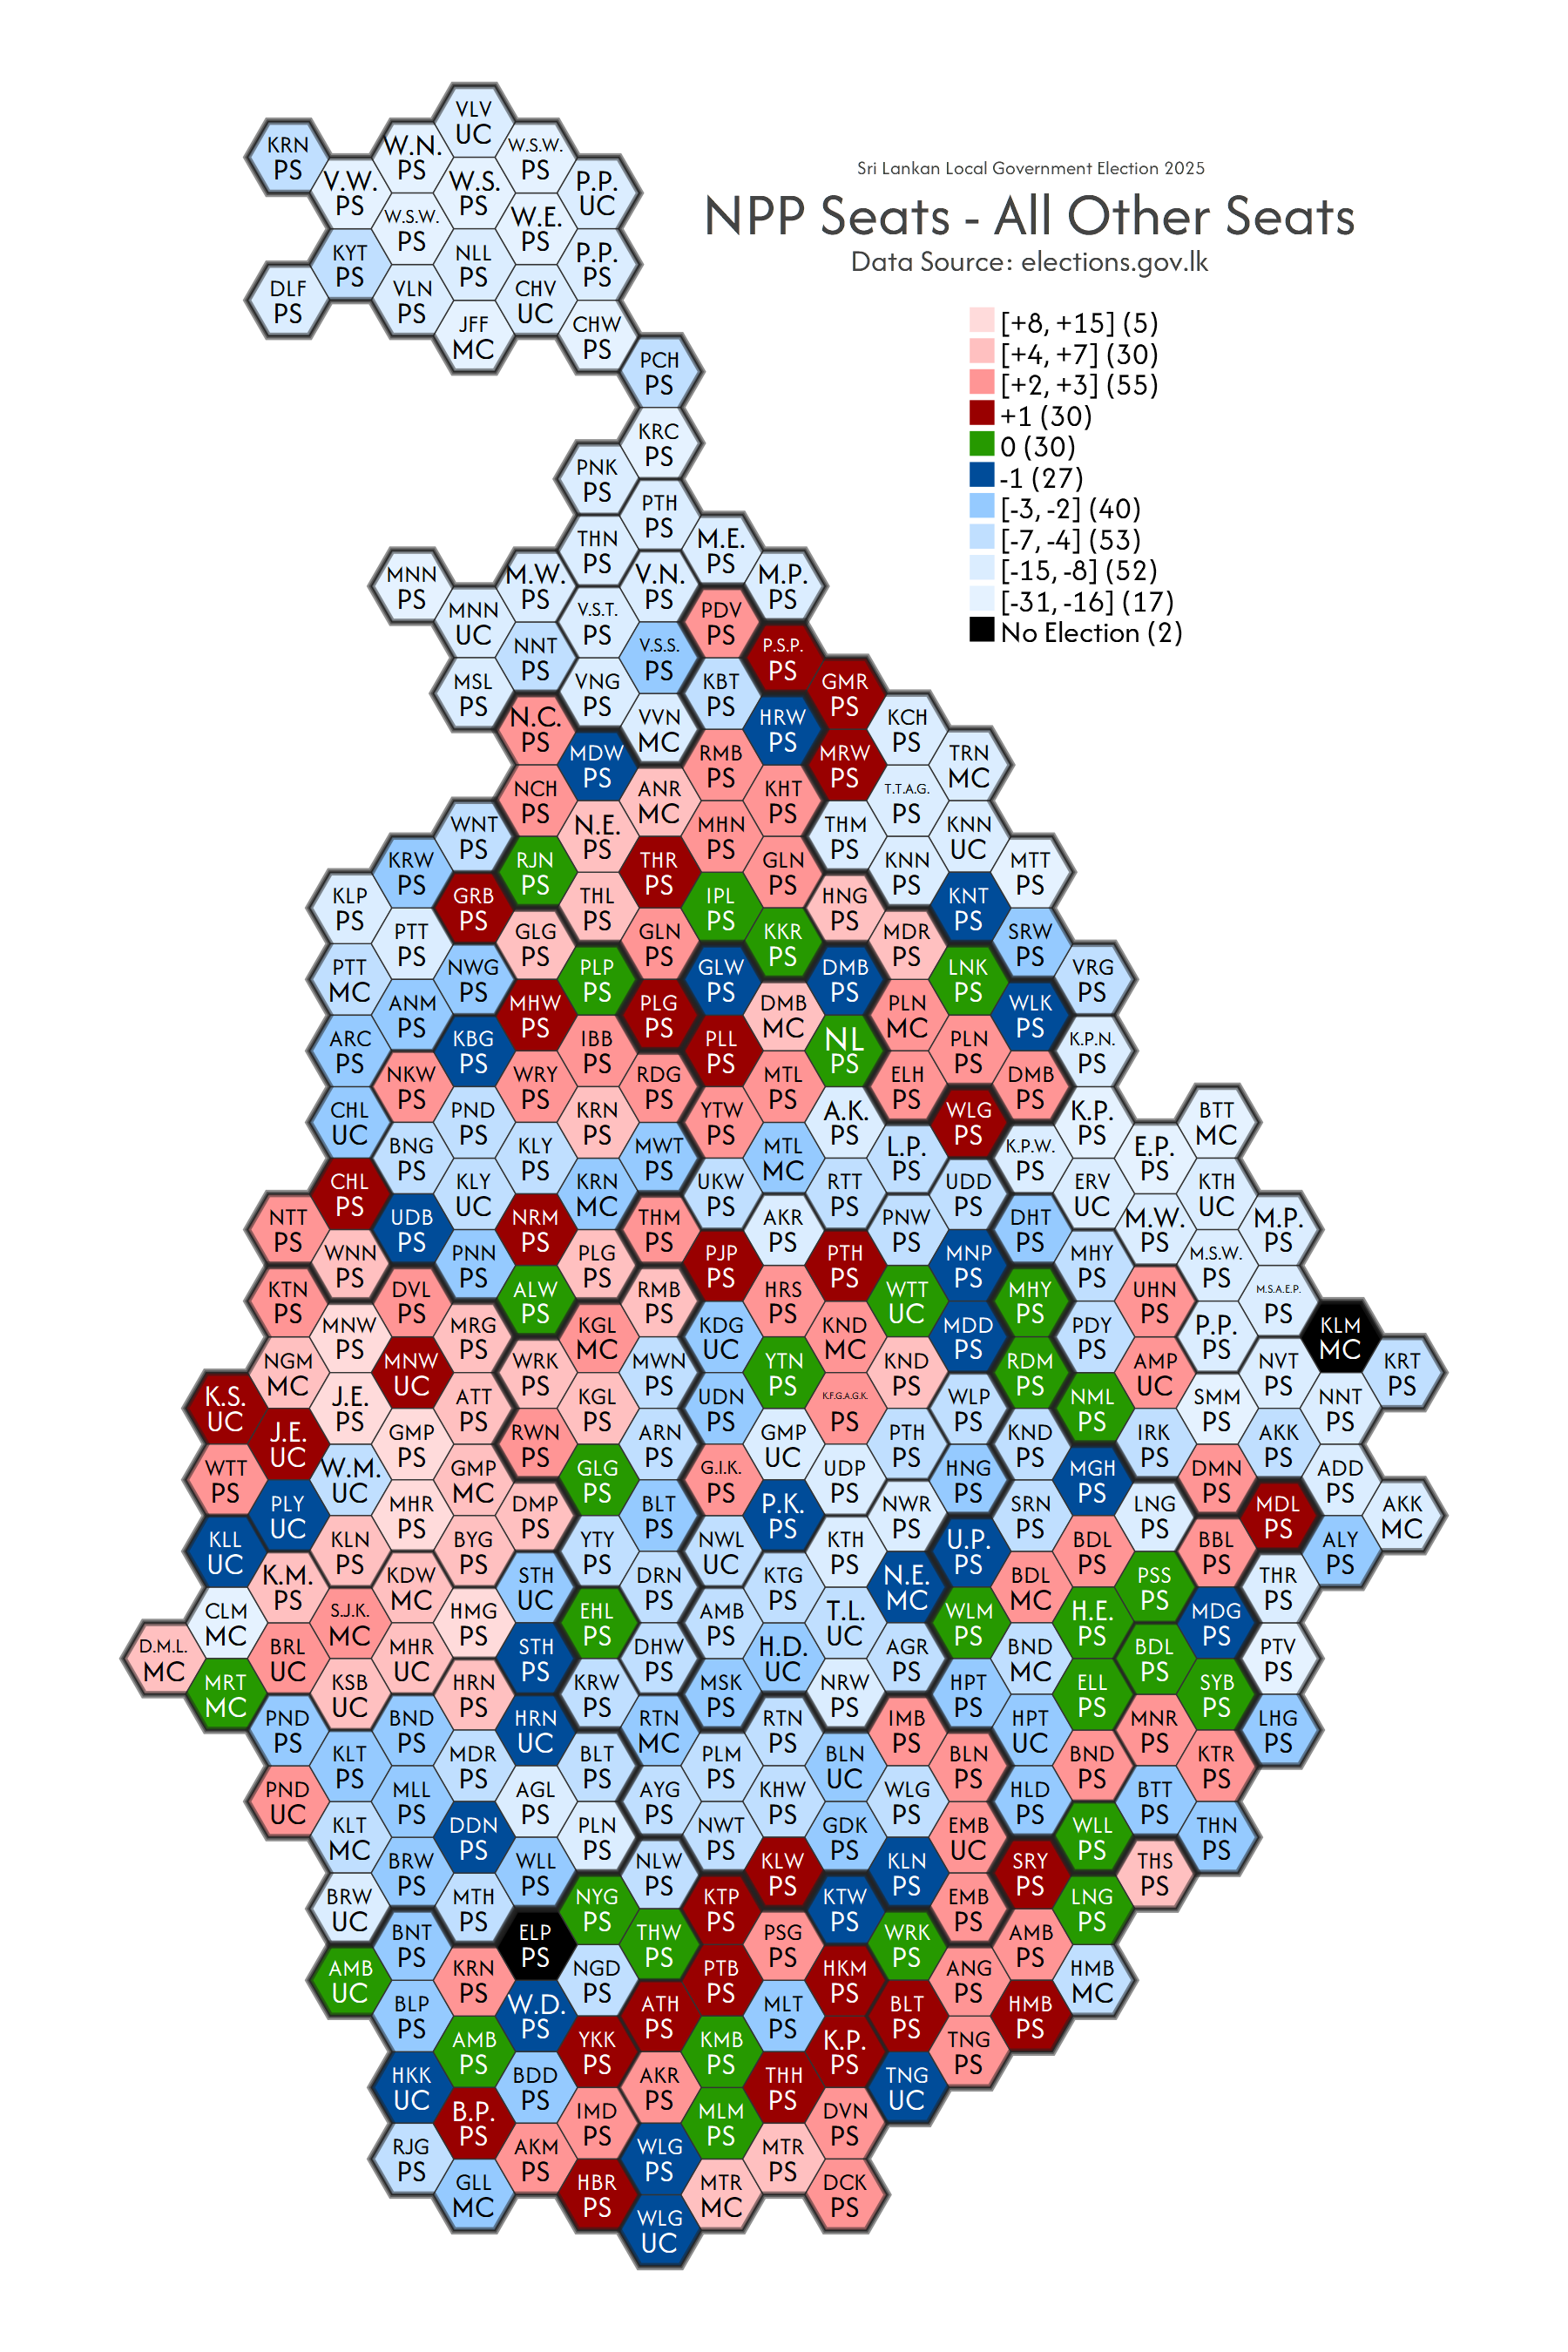 Sri Lankan Local Government Election 2025
NPP Seats - All Other Seats
Data Source: elections.gov.lk
[+8, +15] (5)
[+4, +7] (30)
[+2, +3] (55)
+1 (30)
0 (30)
-1 (27)
[-3, -2] (40)
[-7, -4] (53)
[-15, -8] (52)
[-31, -16] (17)
No Election (2)
VLV
UC
KRN
PS
W.N.
PS
W.S.W.
PS
V.W.
PS
W.S.
PS
P.P.
UC
W.S.W.
PS
W.E.
PS
KYT
PS
NLL
PS
P.P.
PS
DLF
PS
VLN
PS
CHV
UC
JFF
MC
CHW
PS
PCH
PS
KRC
PS
PNK
PS
PTH
PS
THN
PS
M.E.
PS
MNN
PS
M.W.
PS
V.N.
PS
M.P.
PS
MNN
UC
V.S.T.
PS
PDV
PS
NNT
PS
V.S.S.
PS
P.S.P.
PS
MSL
PS
VNG
PS
KBT
PS
GMR
PS
N.C.
PS
VVN
MC
HRW
PS
KCH
PS
MDW
PS
RMB
PS
MRW
PS
TRN
MC
NCH
PS
ANR
MC
KHT
PS
T.T.A.G.
PS
WNT
PS
N.E.
PS
MHN
PS
THM
PS
KNN
UC
KRW
PS
RJN
PS
THR
PS
GLN
PS
KNN
PS
MTT
PS
KLP
PS
GRB
PS
THL
PS
IPL
PS
HNG
PS
KNT
PS
PTT
PS
GLG
PS
GLN
PS
KKR
PS
MDR
PS
SRW
PS
PTT
MC
NWG
PS
PLP
PS
GLW
PS
DMB
PS
LNK
PS
VRG
PS
ANM
PS
MHW
PS
PLG
PS
DMB
MC
PLN
MC
WLK
PS
ARC
PS
KBG
PS
IBB
PS
PLL
PS
NL
PS
PLN
PS
K.P.N.
PS
NKW
PS
WRY
PS
RDG
PS
MTL
PS
ELH
PS
DMB
PS
CHL
UC
PND
PS
KRN
PS
YTW
PS
A.K.
PS
WLG
PS
K.P.
PS
BTT
MC
BNG
PS
KLY
PS
MWT
PS
MTL
MC
L.P.
PS
K.P.W.
PS
E.P.
PS
CHL
PS
KLY
UC
KRN
MC
UKW
PS
RTT
PS
UDD
PS
ERV
UC
KTH
UC
NTT
PS
UDB
PS
NRM
PS
THM
PS
AKR
PS
PNW
PS
DHT
PS
M.W.
PS
M.P.
PS
WNN
PS
PNN
PS
PLG
PS
PJP
PS
PTH
PS
MNP
PS
MHY
PS
M.S.W.
PS
KTN
PS
DVL
PS
ALW
PS
RMB
PS
HRS
PS
WTT
UC
MHY
PS
UHN
PS
M.S.A.E.P.
PS
MNW
PS
MRG
PS
KGL
MC
KDG
UC
KND
MC
MDD
PS
PDY
PS
P.P.
PS
KLM
MC
NGM
MC
MNW
UC
WRK
PS
MWN
PS
YTN
PS
KND
PS
RDM
PS
AMP
UC
NVT
PS
KRT
PS
K.S.
UC
J.E.
PS
ATT
PS
KGL
PS
UDN
PS
K.F.G.A.G.K.
PS
WLP
PS
NML
PS
SMM
PS
NNT
PS
J.E.
UC
GMP
PS
RWN
PS
ARN
PS
GMP
UC
PTH
PS
KND
PS
IRK
PS
AKK
PS
WTT
PS
W.M.
UC
GMP
MC
GLG
PS
G.I.K.
PS
UDP
PS
HNG
PS
MGH
PS
DMN
PS
ADD
PS
PLY
UC
MHR
PS
DMP
PS
BLT
PS
P.K.
PS
NWR
PS
SRN
PS
LNG
PS
MDL
PS
AKK
MC
KLL
UC
KLN
PS
BYG
PS
YTY
PS
NWL
UC
KTH
PS
U.P.
PS
BDL
PS
BBL
PS
ALY
PS
K.M.
PS
KDW
MC
STH
UC
DRN
PS
KTG
PS
N.E.
MC
BDL
MC
PSS
PS
THR
PS
CLM
MC
S.J.K.
MC
HMG
PS
EHL
PS
AMB
PS
T.L.
UC
WLM
PS
H.E.
PS
MDG
PS
D.M.L.
MC
BRL
UC
MHR
UC
STH
PS
DHW
PS
H.D.
UC
AGR
PS
BND
MC
BDL
PS
PTV
PS
MRT
MC
KSB
UC
HRN
PS
KRW
PS
MSK
PS
NRW
PS
HPT
PS
ELL
PS
SYB
PS
PND
PS
BND
PS
HRN
UC
RTN
MC
RTN
PS
IMB
PS
HPT
UC
MNR
PS
LHG
PS
KLT
PS
MDR
PS
BLT
PS
PLM
PS
BLN
UC
BLN
PS
BND
PS
KTR
PS
PND
UC
MLL
PS
AGL
PS
AYG
PS
KHW
PS
WLG
PS
HLD
PS
BTT
PS
KLT
MC
DDN
PS
PLN
PS
NWT
PS
GDK
PS
EMB
UC
WLL
PS
THN
PS
BRW
PS
WLL
PS
NLW
PS
KLW
PS
KLN
PS
SRY
PS
THS
PS
BRW
UC
MTH
PS
NYG
PS
KTP
PS
KTW
PS
EMB
PS
LNG
PS
BNT
PS
ELP
PS
THW
PS
PSG
PS
WRK
PS
AMB
PS
AMB
UC
KRN
PS
NGD
PS
PTB
PS
HKM
PS
ANG
PS
HMB
MC
BLP
PS
W.D.
PS
ATH
PS
MLT
PS
BLT
PS
HMB
PS
AMB
PS
YKK
PS
KMB
PS
K.P.
PS
TNG
PS
HKK
UC
BDD
PS
AKR
PS
THH
PS
TNG
UC
B.P.
PS
IMD
PS
MLM
PS
DVN
PS
RJG
PS
AKM
PS
WLG
PS
MTR
PS
GLL
MC
HBR
PS
MTR
MC
DCK
PS
WLG
UC